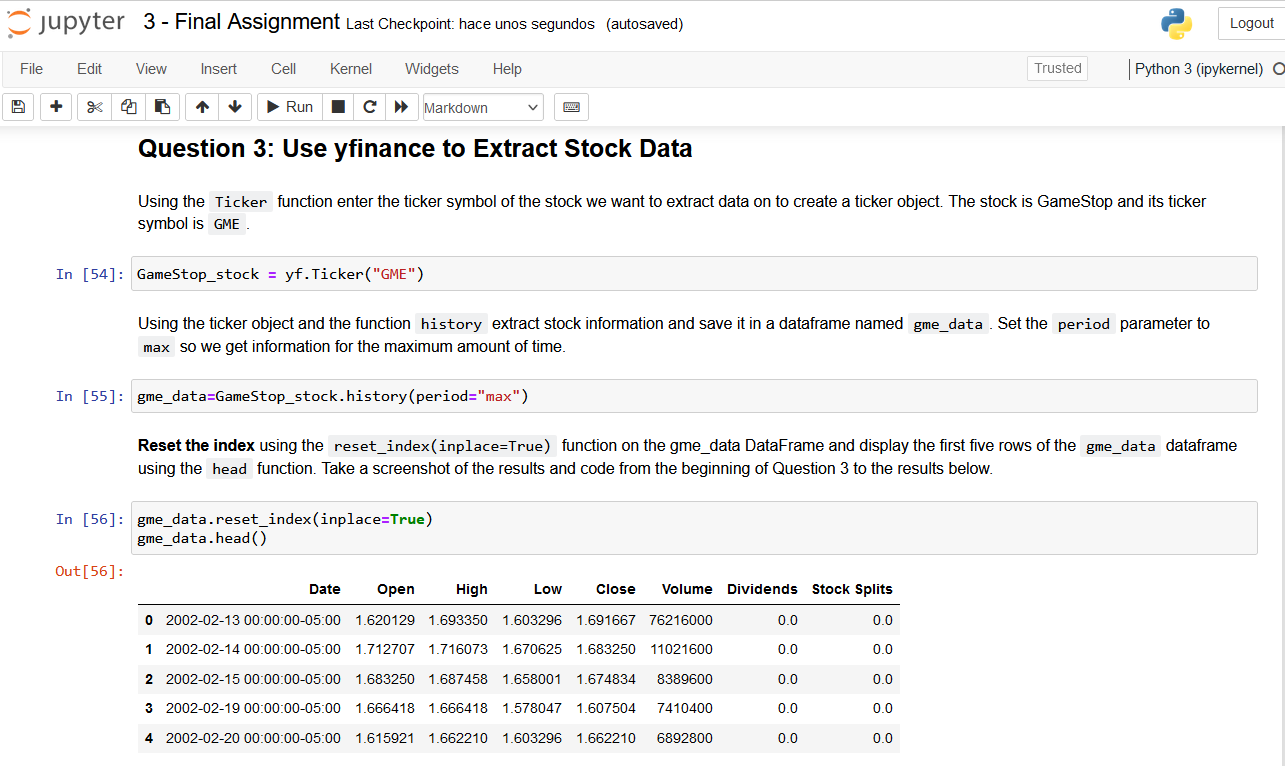 jupyter 3 - Final Assignment Last Checkpoint: hace unos segundos (autosaved) Logout
File Edit View Insert Cell Kernel Widgets Help Trusted Python 3 (ipykernel)
Run Markdown
Question 3: Use yfinance to Extract Stock Data
Using the Ticker function enter the ticker symbol of the stock we want to extract data on to create a ticker object. The stock is GameStop and its ticker
symbol is GME .
In [54]: GameStop_stock = yf.Ticker("GME")
Using the ticker object and the function history extract stock information and save it in a dataframe named gme_data . Set the period parameter to
max so we get information for the maximum amount of time.
In [55]: gme_data=GameStop_stock.history(period="max")
Reset the index using the reset_index(inplace=True) function on the gme_data DataFrame and display the first five rows of the gme_data dataframe
using the head function. Take a screenshot of the results and code from the beginning of Question 3 to the results below.
In [56]: gme_data.reset_index(inplace=True)
gme_data.head()
Out[56]:
Date Open High Low Close Volume Dividends Stock Splits
0 2002-02-13 00:00:00-05:00 1.620129 1.693350 1.603296 1.691667 76216000 0.0 0.0
1 2002-02-14 00:00:00-05:00 1.712707 1.716073 1.670625 1.683250 11021600 0.0 0.0
2 2002-02-15 00:00:00-05:00 1.683250 1.687458 1.658001 1.674834 8389600 0.0 0.0
3 2002-02-19 00:00:00-05:00 1.666418 1.666418 1.578047 1.607504 7410400 0.0 0.0
4 2002-02-20 00:00:00-05:00 1.615921 1.662210 1.603296 1.662210 6892800 0.0 0.0